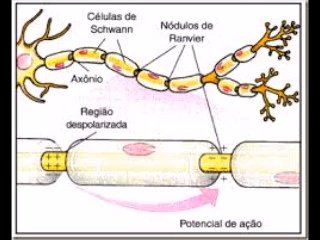 Células de
Schwann
Nódulos de
Ranvier
Axônio
Região
despolarizada
Potencial de ação